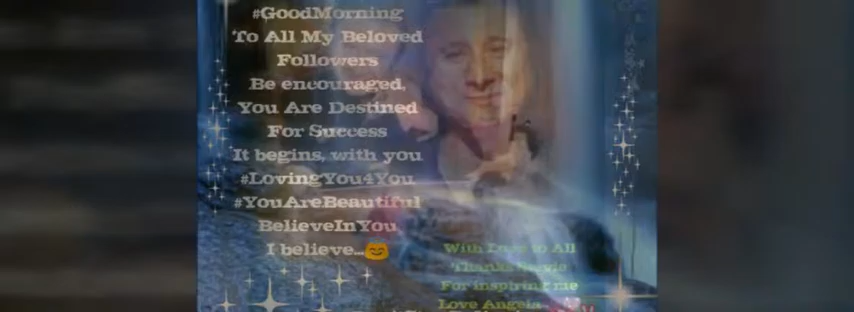 #GoodMorning
To All My Beloved
Followers
Be encouraged,
You Are Destined
For Success
It begins, with you
#LovingYou4You
#YouAreBeautiful
BelieveInYou
I believe...😊
With Love to All
Thanks Stevie
For inspiring me
Love Angela